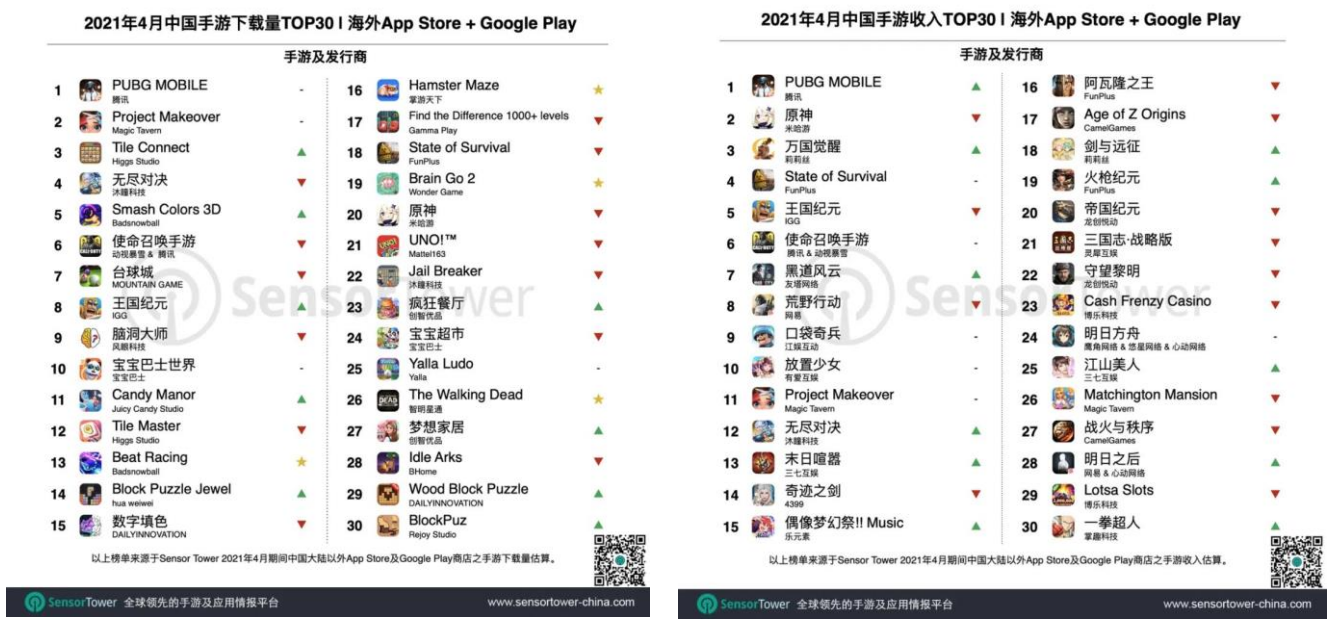 2021年4月中国手游下载量TOP30 | 海外App Store + Google Play
手游及发行商
1 PUBG MOBILE -
腾讯
2 Project Makeover -
Magic Tavern
3 Tile Connect ▲
Higgs Studio
4 无尽对决 ▼
沐瞳科技
5 Smash Colors 3D ▲
Badsnowball
6 使命召唤手游 ▼
动视暴雪 & 腾讯
7 台球城 ▼
MOUNTAIN GAME
8 王国纪元 ▲
IGG
9 脑洞大师 ▼
风眼科技
10 宝宝巴士世界 -
宝宝巴士
11 Candy Manor ▲
Juicy Candy Studio
12 Tile Master ▼
Higgs Studio
13 Beat Racing ★
Badsnowball
14 Block Puzzle Jewel ▲
hua weiwei
15 数字填色 ▼
DAILYINNOVATION
16 Hamster Maze ★
掌游天下
17 Find the Difference 1000+ levels ▼
Gamma Play
18 State of Survival ▼
FunPlus
19 Brain Go 2 ★
Wonder Game
20 原神 ▼
米哈游
21 UNO!™ ▼
Mattel163
22 Jail Breaker ▼
沐瞳科技
23 疯狂餐厅 ▲
创智优品
24 宝宝超市 ▼
宝宝巴士
25 Yalla Ludo -
Yalla
26 The Walking Dead ★
智明星通
27 梦想家居 ▲
创智优品
28 Idle Arks ▼
BHome
29 Wood Block Puzzle ▲
DAILYINNOVATION
30 BlockPuz ▲
Rejoy Studio
SensorTower
以上榜单来源于Sensor Tower 2021年4月期间中国大陆以外App Store及Google Play商店之手游下载量估算。
SensorTower 全球领先的手游及应用情报平台 www.sensortower-china.com
2021年4月中国手游收入TOP30 | 海外App Store + Google Play
手游及发行商
1 PUBG MOBILE ▲
腾讯
2 原神 ▼
米哈游
3 万国觉醒 ▲
莉莉丝
4 State of Survival -
FunPlus
5 王国纪元 ▼
IGG
6 使命召唤手游 -
腾讯 & 动视暴雪
7 黑道风云 ▲
友塔网络
8 荒野行动 ▼
网易
9 口袋奇兵 -
江娱互动
10 放置少女 -
有爱互娱
11 Project Makeover -
Magic Tavern
12 无尽对决 ▲
沐瞳科技
13 末日喧嚣 ▲
三七互娱
14 奇迹之剑 ▼
4399
15 偶像梦幻祭!! Music ▲
乐元素
16 阿瓦隆之王 ▼
FunPlus
17 Age of Z Origins ▼
CamelGames
18 剑与远征 ▲
莉莉丝
19 火枪纪元 ▲
FunPlus
20 帝国纪元 ▼
龙创悦动
21 三国志·战略版 ▼
灵犀互娱
22 守望黎明 ▼
龙创悦动
23 Cash Frenzy Casino ▼
博乐科技
24 明日方舟 -
鹰角网络 & 悠星网络 & 心动网络
25 江山美人 ▲
三七互娱
26 Matchington Mansion ▼
Magic Tavern
27 战火与秩序 ▼
CamelGames
28 明日之后 ▲
网易 & 心动网络
29 Lotsa Slots ▼
博乐科技
30 一拳超人 ▲
掌趣科技
SensorTower
以上榜单来源于Sensor Tower 2021年4月期间中国大陆以外App Store及Google Play商店之手游收入估算。
SensorTower 全球领先的手游及应用情报平台 www.sensortower-china.com